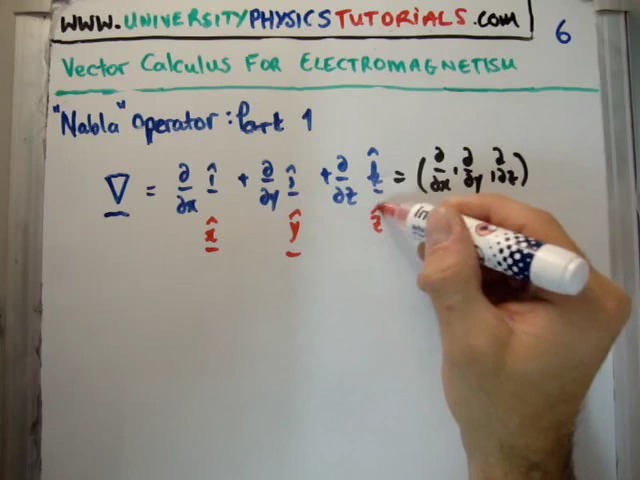 WWW.UNIVERSITYPHYSICSTUTORIALS.COM
6
Vector Calculus FOR ELECTROMAGNETISM
"Nabla" operator: Part 1
∇ = ∂/∂x î + ∂/∂y ĵ + ∂/∂z k̂ = (∂/∂x, ∂/∂y, ∂/∂z)
x̂ ŷ ẑ